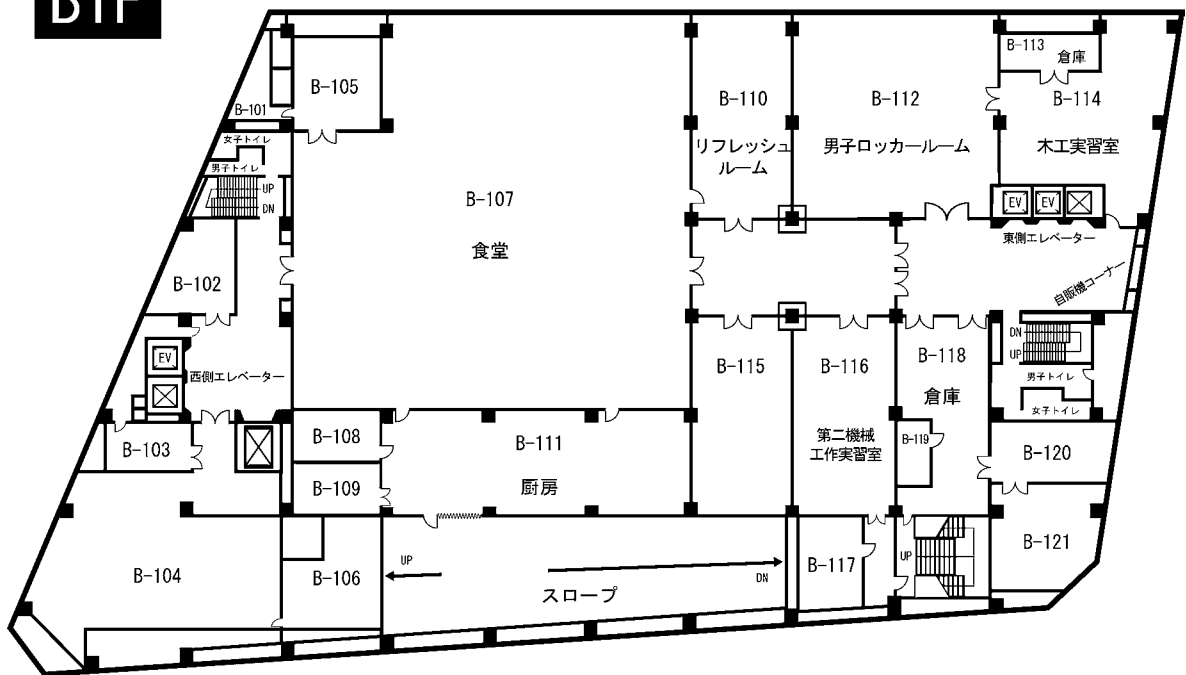 B1F
B-113
倉庫
B-105
B-101
B-110
B-112
B-114
女子トイレ
男子トイレ
リフレッシュ
ルーム
男子ロッカールーム
木工実習室
UP
DN
B-107
EV
EV
食堂
東側エレベーター
B-102
自販機コーナー
DN
UP
EV
西側エレベーター
B-115
B-116
B-118
倉庫
男子トイレ
女子トイレ
B-103
B-108
B-111
第二機械
工作実習室
B-119
B-120
B-109
厨房
B-104
B-106
UP
スロープ
DN
B-117
UP
B-121